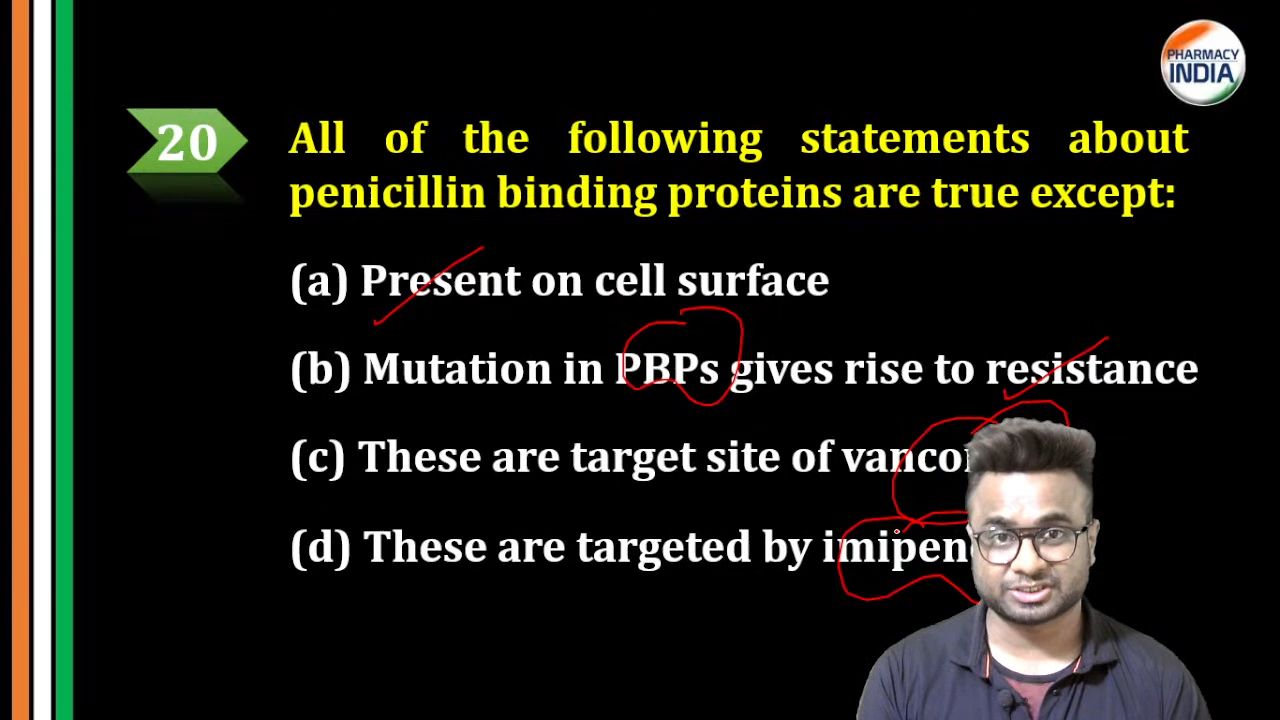 PHARMACY
INDIA
20
All of the following statements about
penicillin binding proteins are true except:
(a) Present on cell surface
(b) Mutation in PBPs gives rise to resistance
(c) These are target site of
(d) These are targeted by